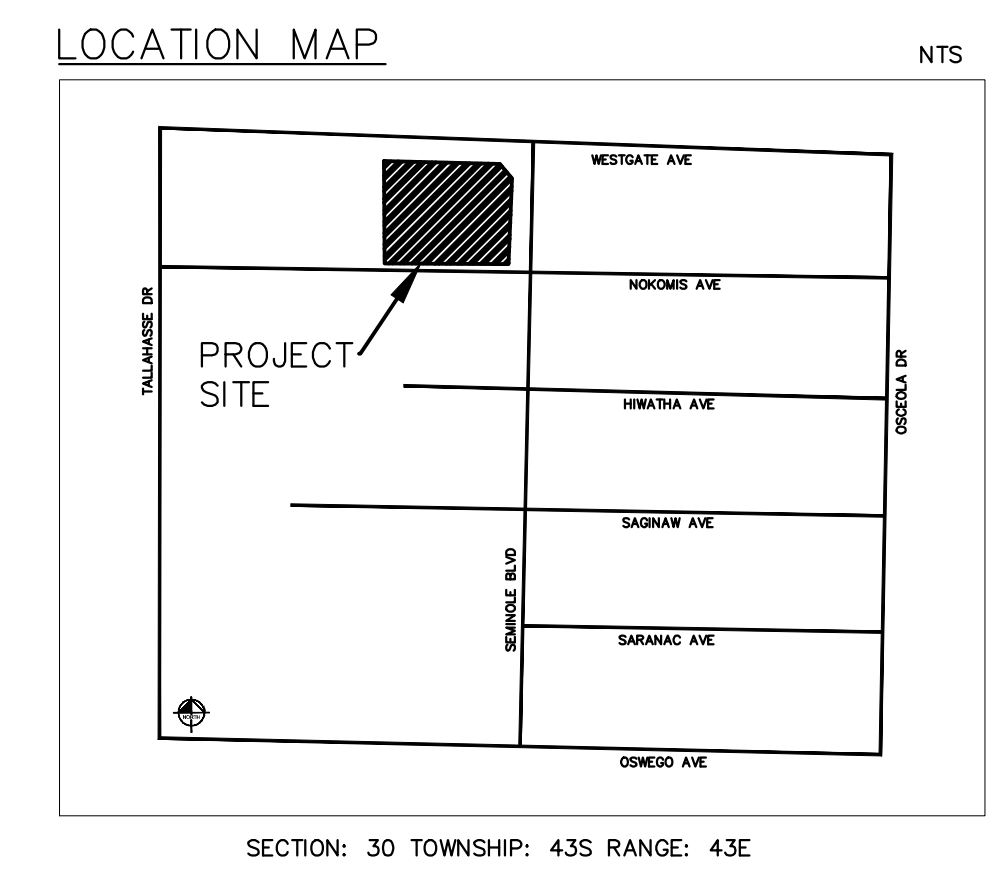 LOCATION MAP
NTS
WESTGATE AVE
NOKOMIS AVE
TALLAHASSE DR
PROJECT
SITE
OSCEOLA DR
HIWATHA AVE
SAGINAW AVE
SEMINOLE BLVD
SARANAC AVE
NORTH
OSWEGO AVE
SECTION: 30 TOWNSHIP: 43S RANGE: 43E